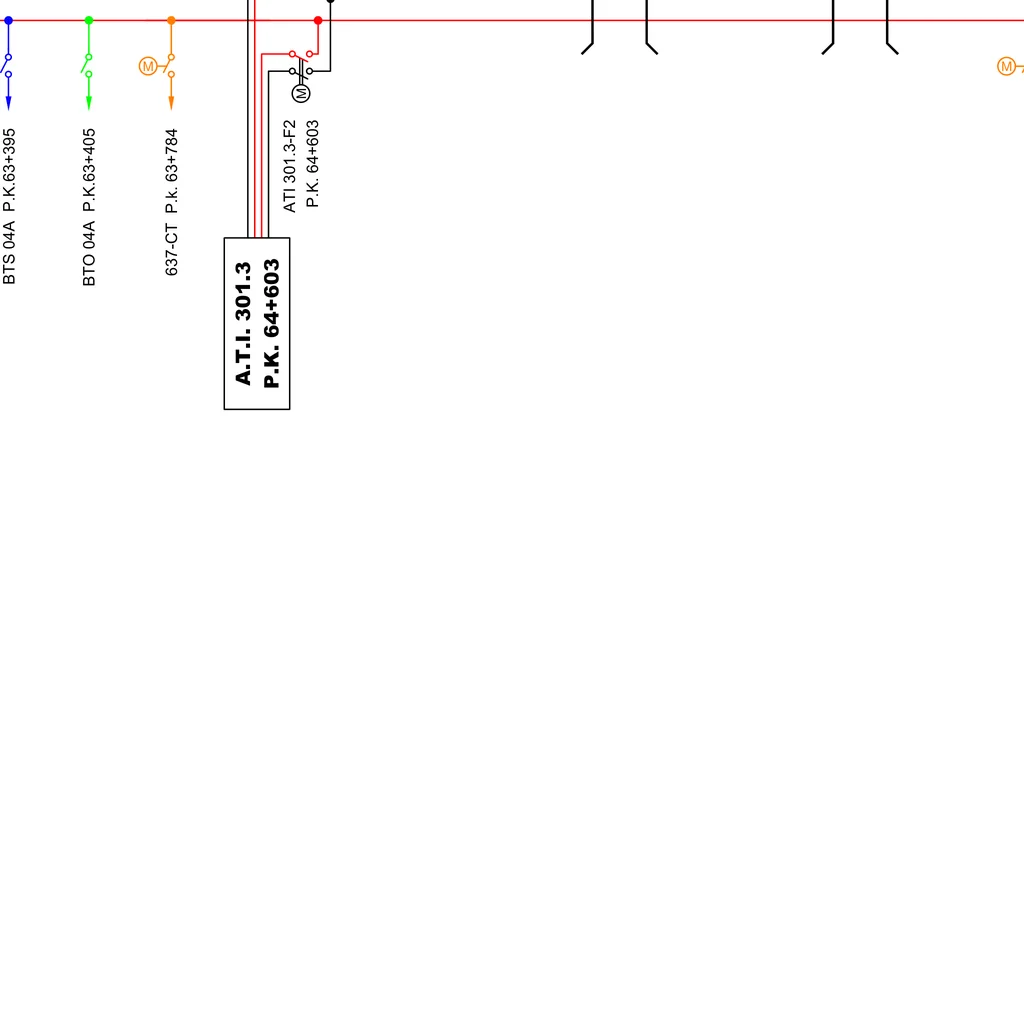 BTS 04A P.K.63+395
BTO 04A P.K.63+405
M
637-CT P.k. 63+784
M
ATI 301.3-F2
P.K. 64+603
A.T.I. 301.3
P.K. 64+603
M